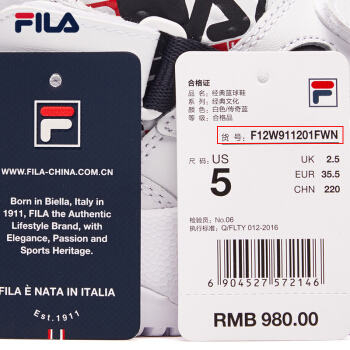 FILA
FILA
WWW.FILA-CHINA.COM.CN
Born in Biella, Italy in
1911, FILA the Authentic
Lifestyle Brand, with
Elegance, Passion and
Sports Heritage.
FILA È NATA IN ITALIA
Est.1911
合格证
品名：经典篮球鞋
系列：经典文化
颜色：白色/传奇蓝
等级：合格品
货号：F12W911201FWN
尺码：US 5
UK 2.5
EUR 35.5
CHN 220
检验员：No.06
执行标准：Q/FLTY 012-2016
6904527572146
RMB 980.00